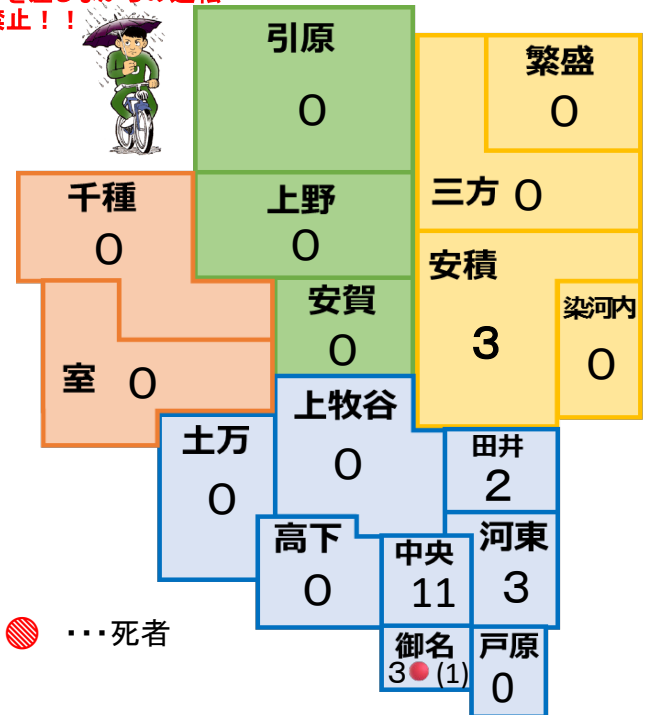 止！！
引原
0
繁盛
0
千種
0
上野
0
三方 0
安積
3
安賀
0
染河内
0
室 0
上牧谷
0
土万
0
田井
2
高下
0
中央
11
河東
3
・・・死者
御名
3 (1)
戸原
0